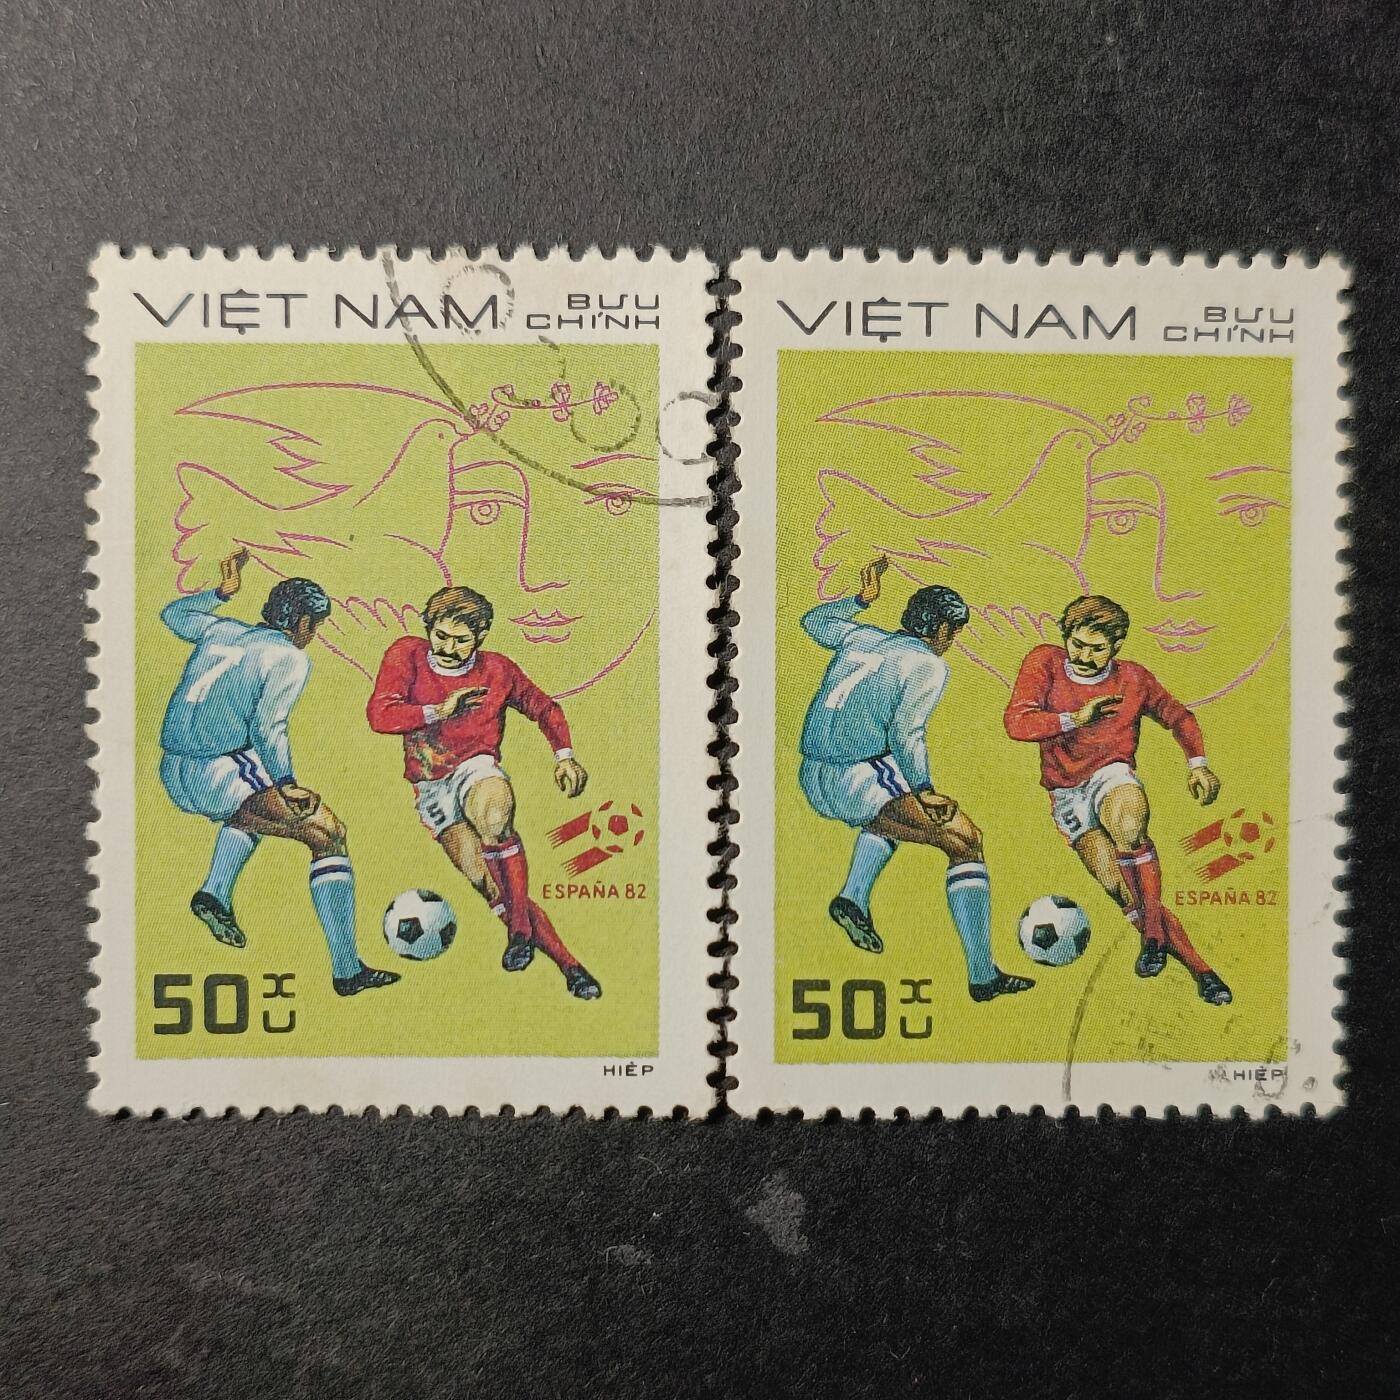 VIỆT NAM BƯU
CHÍNH
7
5
ESPAÑA 82
50 XU
HIỆP
VIỆT NAM BƯU
CHÍNH
7
5
ESPAÑA 82
50 XU
HIỆP